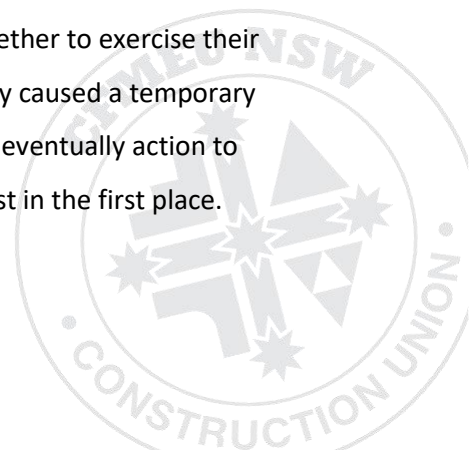 ether to exercise their
y caused a temporary
eventually action to
st in the first place.
CFMEU NSW
• CONSTRUCTION UNION •